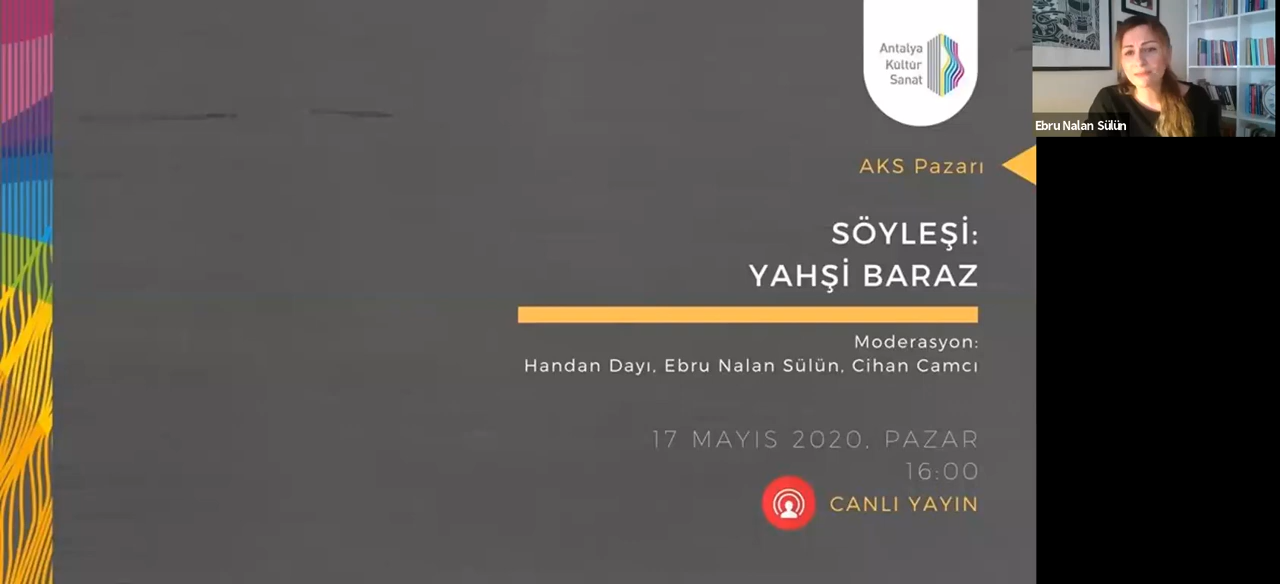 Antalya
Kültür
Sanat
Ebru Nalan Sülün
AKS Pazarı
SÖYLEŞİ:
YAHŞİ BARAZ
Moderasyon:
Handan Dayı, Ebru Nalan Sülün, Cihan Camcı
17 MAYIS 2020, PAZAR
16:00
CANLI YAYIN